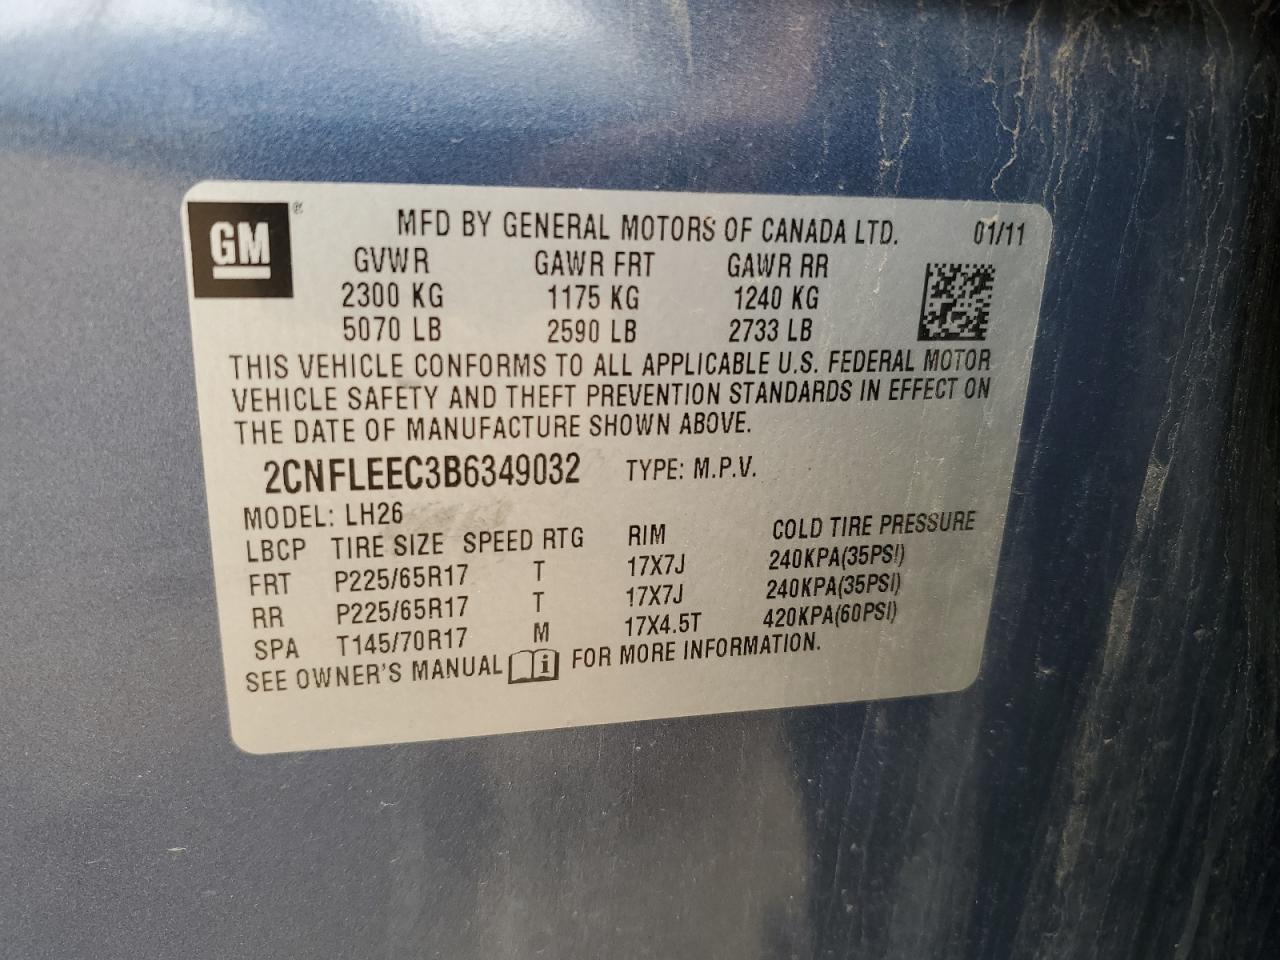 GM ®
MFD BY GENERAL MOTORS OF CANADA LTD. 01/11
GVWR GAWR FRT GAWR RR
2300 KG 1175 KG 1240 KG
5070 LB 2590 LB 2733 LB
THIS VEHICLE CONFORMS TO ALL APPLICABLE U.S. FEDERAL MOTOR
VEHICLE SAFETY AND THEFT PREVENTION STANDARDS IN EFFECT ON
THE DATE OF MANUFACTURE SHOWN ABOVE.
2CNFLEEC3B6349032 TYPE: M.P.V.
MODEL: LH26
LBCP TIRE SIZE SPEED RTG RIM COLD TIRE PRESSURE
FRT P225/65R17 T 17X7J 240KPA(35PSI)
RR P225/65R17 T 17X7J 240KPA(35PSI)
SPA T145/70R17 M 17X4.5T 420KPA(60PSI)
SEE OWNER'S MANUAL i FOR MORE INFORMATION.